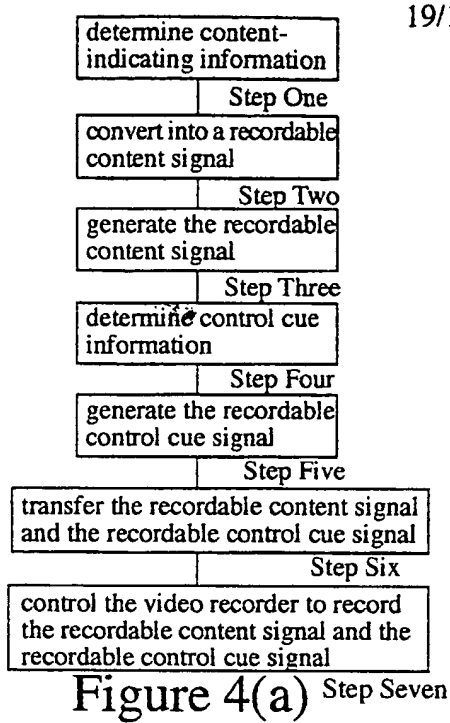 19/1
determine content-
indicating information
Step One
convert into a recordable
content signal
Step Two
generate the recordable
content signal
Step Three
determine control cue
information
Step Four
generate the recordable
control cue signal
Step Five
transfer the recordable content signal
and the recordable control cue signal
Step Six
control the video recorder to record
the recordable content signal and the
recordable control cue signal
Figure 4(a) Step Seven